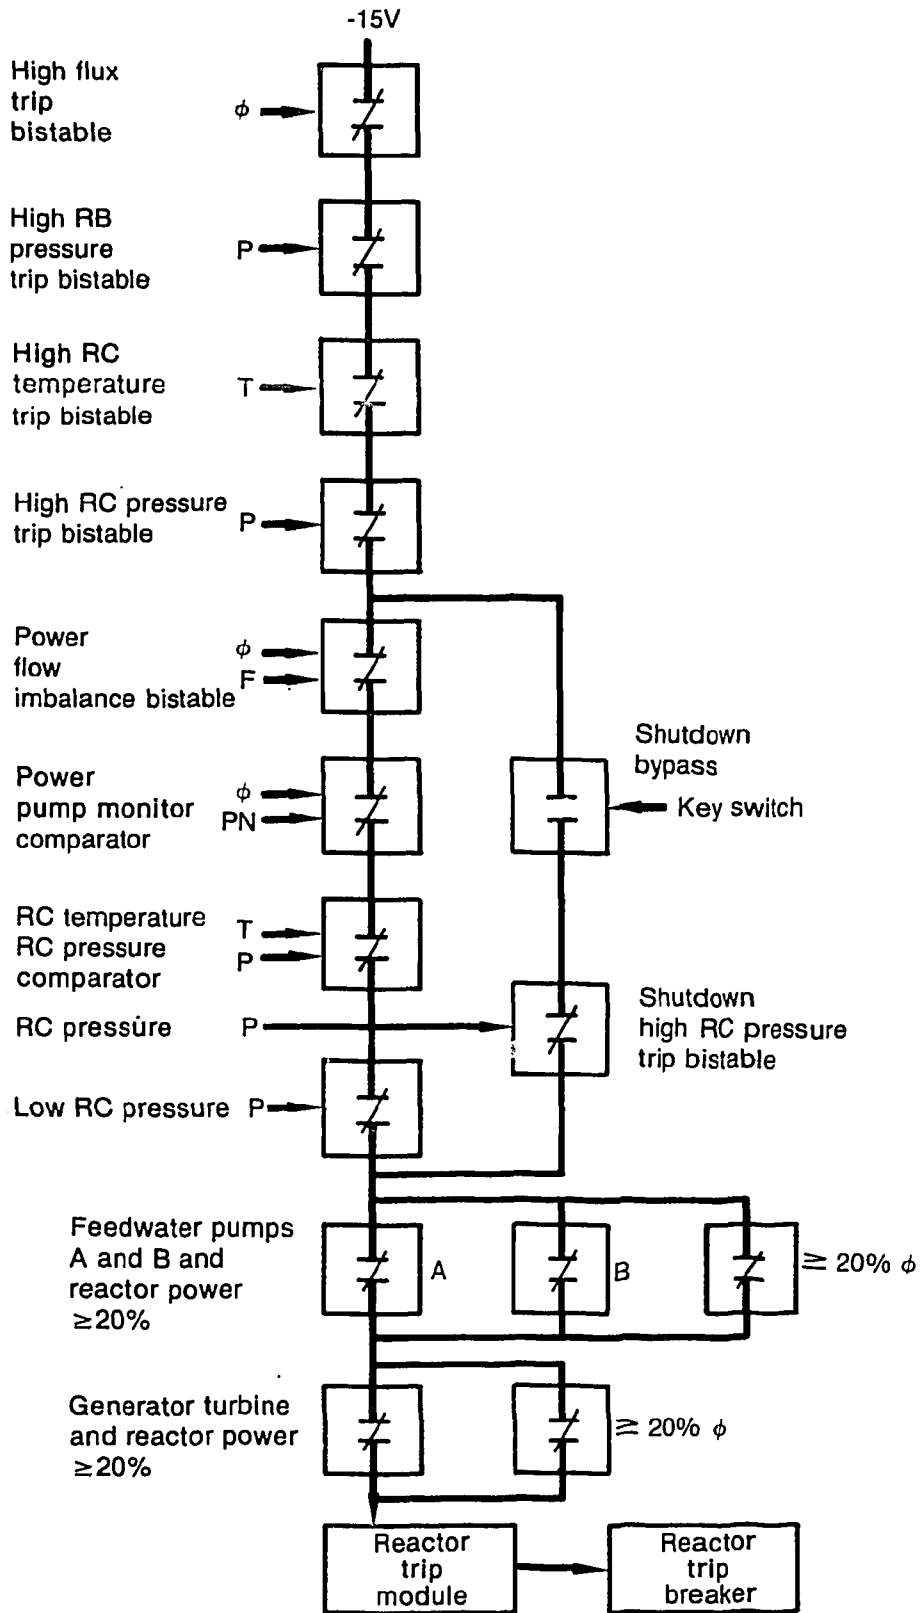 -15V
High flux
trip
bistable
ϕ
High RB
pressure
trip bistable
P
High RC
temperature
trip bistable
T
High RC pressure
trip bistable
P
Power
flow
imbalance bistable
ϕ
F
Shutdown
bypass
Key switch
Power
pump monitor
comparator
ϕ
PN
RC temperature
RC pressure
comparator
T
P
Shutdown
high RC pressure
trip bistable
RC pressure P
Low RC pressure P
Feedwater pumps
A and B and
reactor power
≥20%
A
B
≧ 20% ϕ
Generator turbine
and reactor power
≥20%
≧ 20% ϕ
Reactor
trip
module
Reactor
trip
breaker